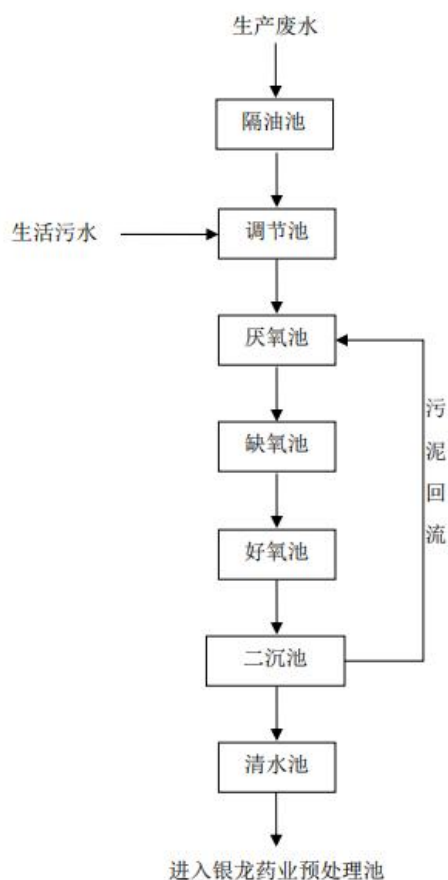 生产废水
隔油池
生活污水
调节池
厌氧池
缺氧池
好氧池
污泥回流
二沉池
清水池
进入银龙药业预处理池